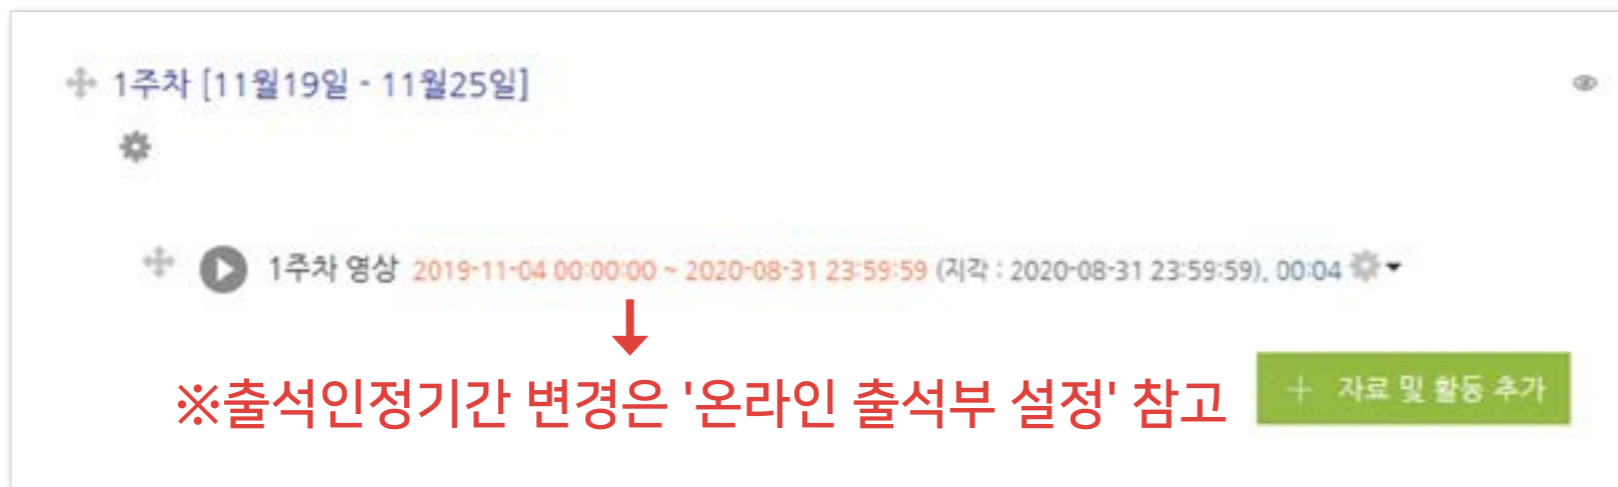 1주차 [11월19일 - 11월25일]
1주차 영상 2019-11-04 00:00:00 ~ 2020-08-31 23:59:59 (지각 : 2020-08-31 23:59:59), 00:04
※출석인정기간 변경은 '온라인 출석부 설정' 참고
+ 자료 및 활동 추가